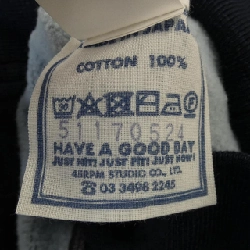 JAPAN
COTTON 100%
51170524
HAVE A GOOD DAY
JUST HIT! JUST FIT! JUST NOW!
45RPM STUDIO CO., LTD.
☎ 03 3498 2245